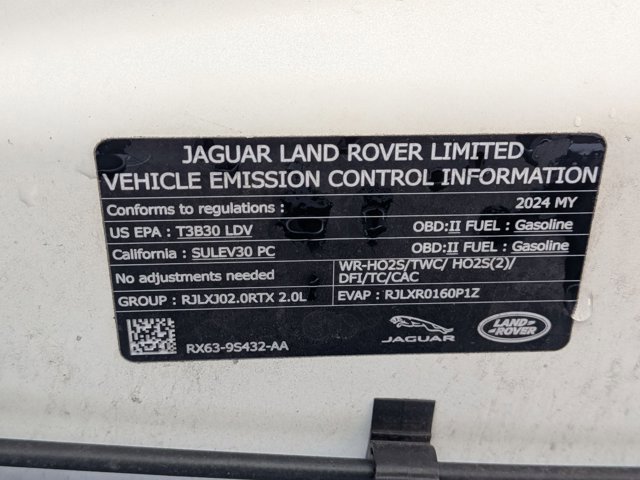 JAGUAR LAND ROVER LIMITED
VEHICLE EMISSION CONTROL INFORMATION
Conforms to regulations : 2024 MY
US EPA : T3B30 LDV OBD:II FUEL : Gasoline
California : SULEV30 PC OBD:II FUEL : Gasoline
No adjustments needed WR-HO2S/TWC/ HO2S(2)/
DFI/TC/CAC
GROUP : RJLXJ02.0RTX 2.0L EVAP : RJLXR0160P1Z
RX63-9S432-AA JAGUAR LAND ROVER